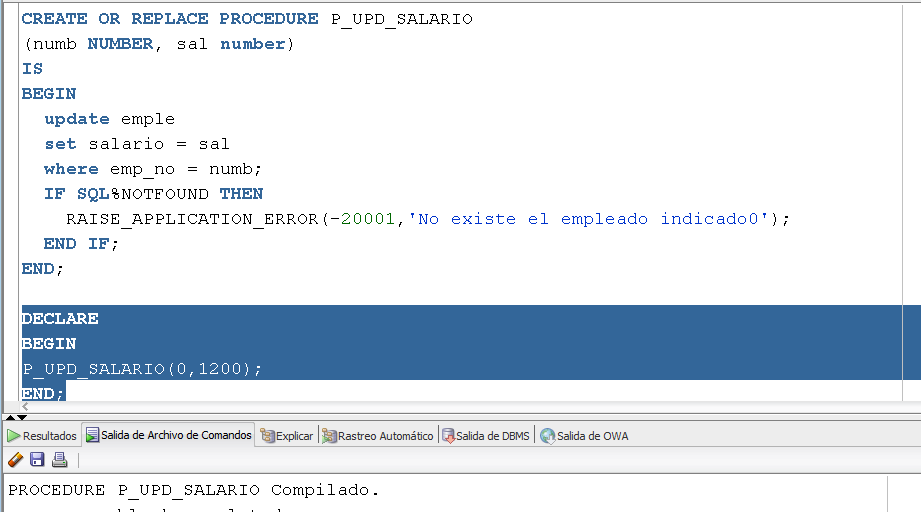 CREATE OR REPLACE PROCEDURE P_UPD_SALARIO
(numb NUMBER, sal number)
IS
BEGIN
update emple
set salario = sal
where emp_no = numb;
IF SQL%NOTFOUND THEN
RAISE_APPLICATION_ERROR(-20001,'No existe el empleado indicado0');
END IF;
END;
DECLARE
BEGIN
P_UPD_SALARIO(0,1200);
END;
Resultados Salida de Archivo de Comandos Explicar Rastreo Automático Salida de DBMS Salida de OWA
PROCEDURE P_UPD_SALARIO Compilado.